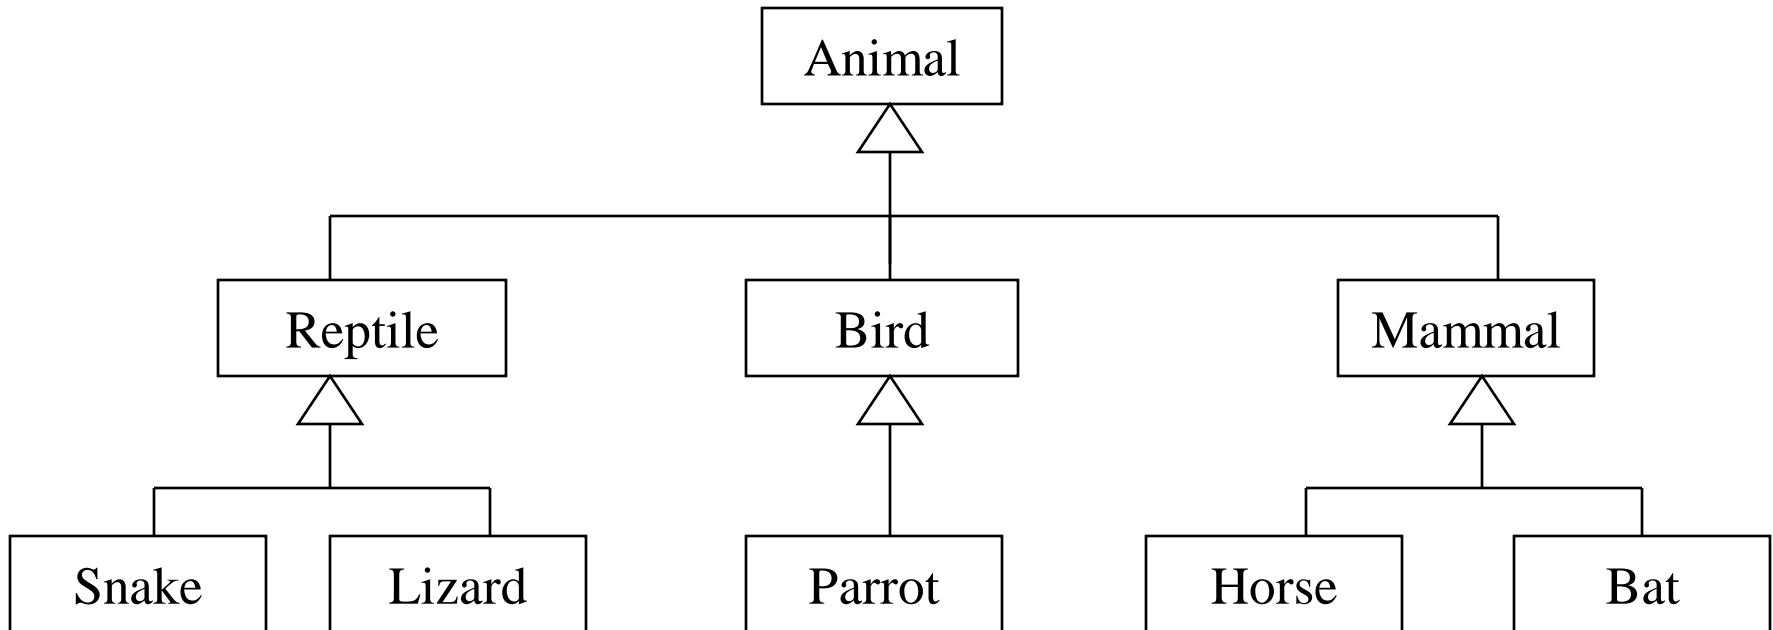 Animal
Reptile
Bird
Mammal
Snake
Lizard
Parrot
Horse
Bat